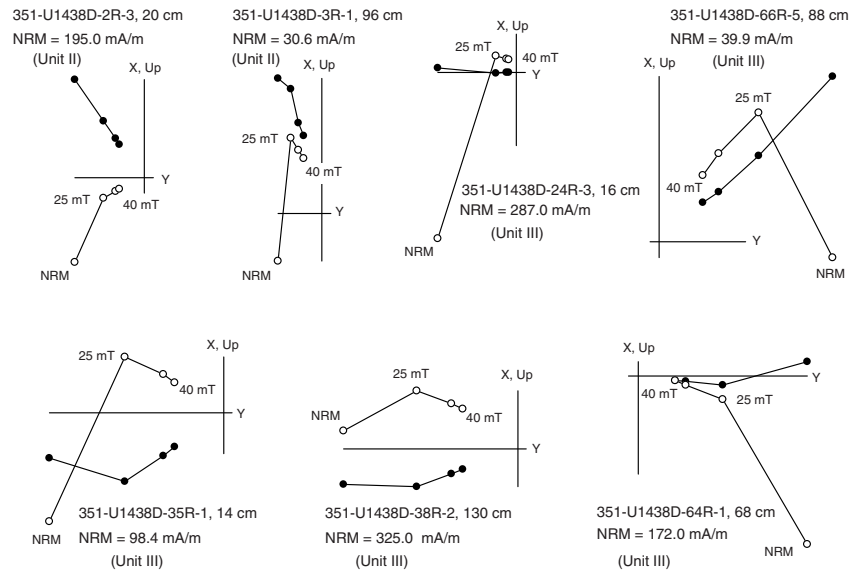 351-U1438D-2R-3, 20 cm
NRM = 195.0 mA/m
(Unit II)
X, Up
Y
25 mT
40 mT
NRM
351-U1438D-3R-1, 96 cm
NRM = 30.6 mA/m
(Unit II)
X, Up
25 mT
40 mT
Y
NRM
X, Up
25 mT
40 mT
Y
351-U1438D-24R-3, 16 cm
NRM = 287.0 mA/m
(Unit III)
NRM
351-U1438D-66R-5, 88 cm
NRM = 39.9 mA/m
(Unit III)
X, Up
25 mT
40 mT
Y
NRM
X, Up
25 mT
40 mT
Y
351-U1438D-35R-1, 14 cm
NRM
NRM = 98.4 mA/m
(Unit III)
X, Up
25 mT
NRM
40 mT
Y
351-U1438D-38R-2, 130 cm
NRM = 325.0 mA/m
(Unit III)
X, Up
Y
40 mT
25 mT
351-U1438D-64R-1, 68 cm
NRM = 172.0 mA/m
NRM
(Unit III)